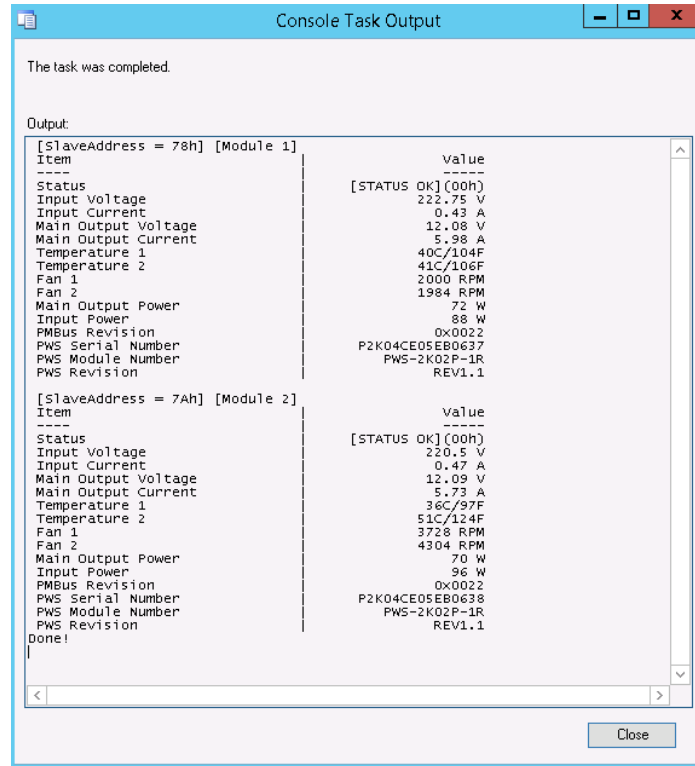 Console Task Output
The task was completed.
Output:
[SlaveAddress = 78h] [Module 1]
Item | Value
---- | -----
Status | [STATUS OK](00h)
Input Voltage | 222.75 V
Input Current | 0.43 A
Main Output Voltage | 12.08 V
Main Output Current | 5.98 A
Temperature 1 | 40C/104F
Temperature 2 | 41C/106F
Fan 1 | 2000 RPM
Fan 2 | 1984 RPM
Main Output Power | 72 W
Input Power | 88 W
PMBus Revision | 0x0022
PWS Serial Number | P2K04CE05EB0637
PWS Module Number | PWS-2K02P-1R
PWS Revision | REV1.1
[SlaveAddress = 7Ah] [Module 2]
Item | Value
---- | -----
Status | [STATUS OK](00h)
Input Voltage | 220.5 V
Input Current | 0.47 A
Main Output Voltage | 12.09 V
Main Output Current | 5.73 A
Temperature 1 | 36C/97F
Temperature 2 | 51C/124F
Fan 1 | 3728 RPM
Fan 2 | 4304 RPM
Main Output Power | 70 W
Input Power | 96 W
PMBus Revision | 0x0022
PWS Serial Number | P2K04CE05EB0638
PWS Module Number | PWS-2K02P-1R
PWS Revision | REV1.1
Done!
Close